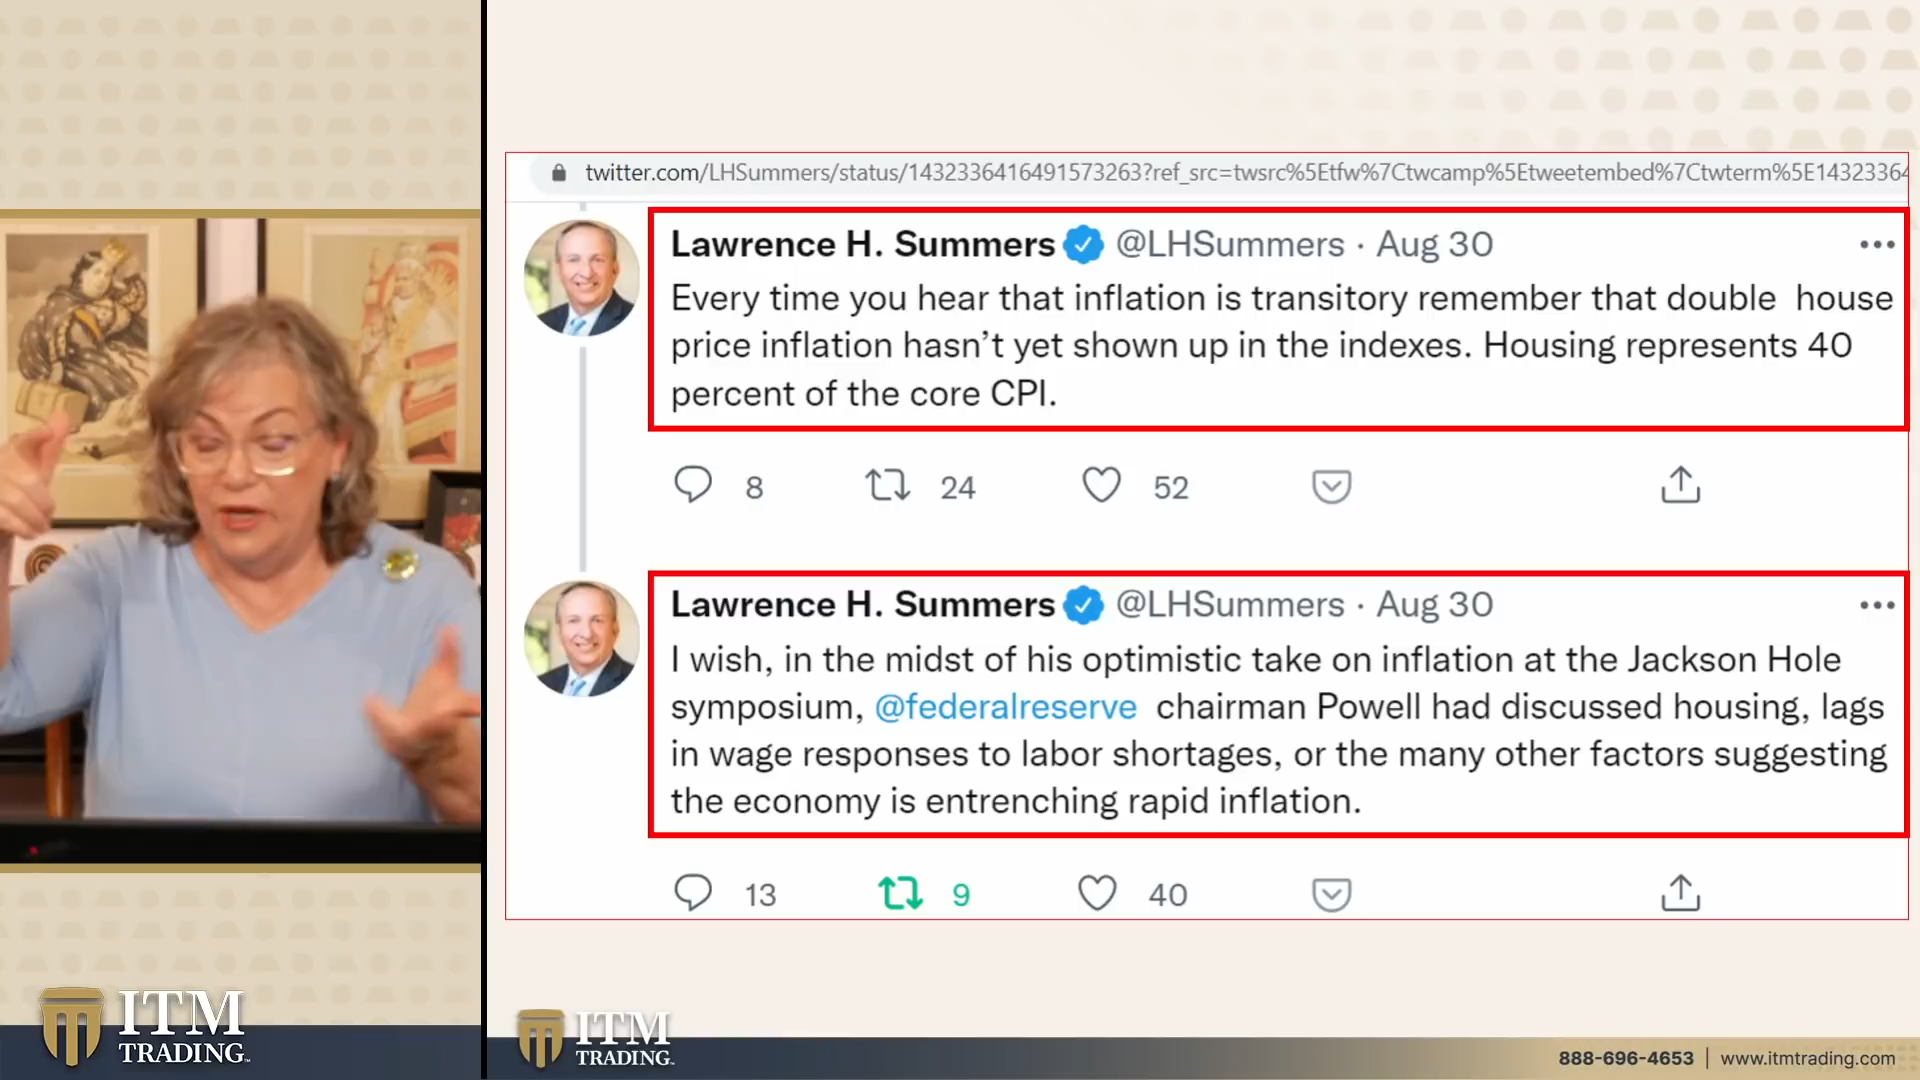 twitter.com/LHSummers/status/1432336416491573263?ref_src=twsrc%5Etfw%7Ctwcamp%5Etweetembed%7Ctwterm%5E14323364
Lawrence H. Summers @LHSummers · Aug 30
Every time you hear that inflation is transitory remember that double house
price inflation hasn't yet shown up in the indexes. Housing represents 40
percent of the core CPI.
8 24 52
Lawrence H. Summers @LHSummers · Aug 30
I wish, in the midst of his optimistic take on inflation at the Jackson Hole
symposium, @federalreserve chairman Powell had discussed housing, lags
in wage responses to labor shortages, or the many other factors suggesting
the economy is entrenching rapid inflation.
13 9 40
ITM
TRADING™
ITM
TRADING™
888-696-4653 | www.itmtrading.com